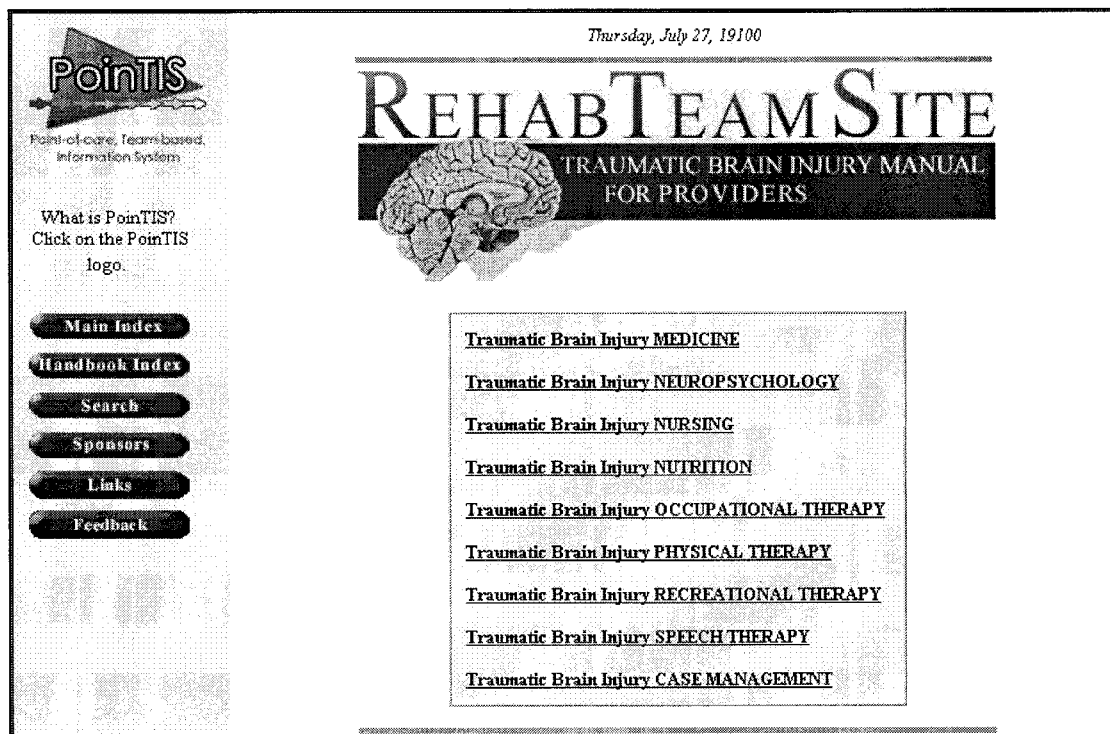 PoinTIS
Point-of-care, Team-based,
Information System
What is PoinTIS?
Click on the PoinTIS
logo.
Main Index
Handbook Index
Search
Sponsors
Links
Feedback
Thursday, July 27, 19100
REHABTEAMSITE
TRAUMATIC BRAIN INJURY MANUAL
FOR PROVIDERS
Traumatic Brain Injury MEDICINE
Traumatic Brain Injury NEUROPSYCHOLOGY
Traumatic Brain Injury NURSING
Traumatic Brain Injury NUTRITION
Traumatic Brain Injury OCCUPATIONAL THERAPY
Traumatic Brain Injury PHYSICAL THERAPY
Traumatic Brain Injury RECREATIONAL THERAPY
Traumatic Brain Injury SPEECH THERAPY
Traumatic Brain Injury CASE MANAGEMENT